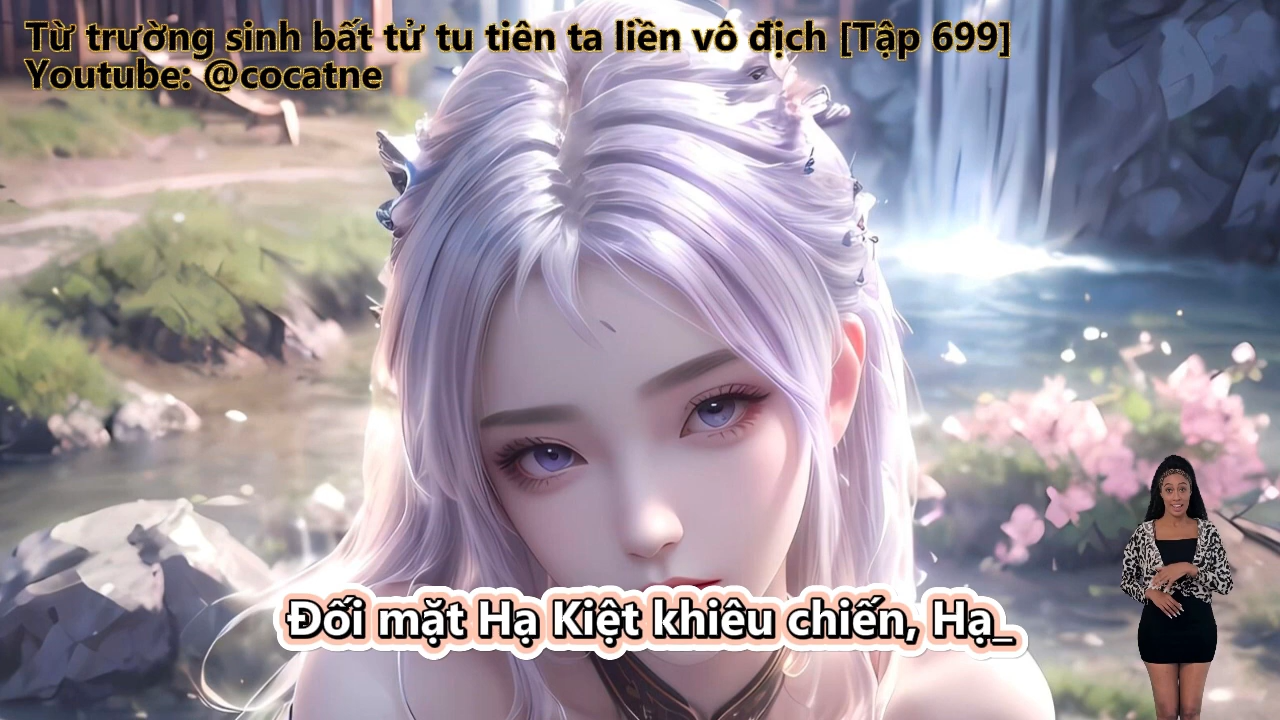 Từ trường sinh bất tử tu tiên ta liền vô địch [Tập 699]
Youtube: @cocatne
Đối mặt Hạ Kiệt khiêu chiến, Hạ_